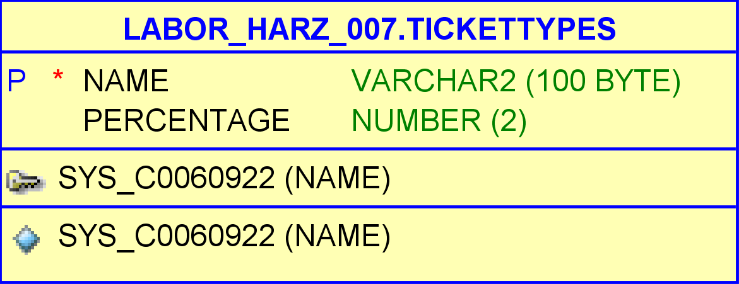 LABOR_HARZ_007.TICKETTYPES
P * NAME VARCHAR2 (100 BYTE)
PERCENTAGE NUMBER (2)
SYS_C0060922 (NAME)
SYS_C0060922 (NAME)